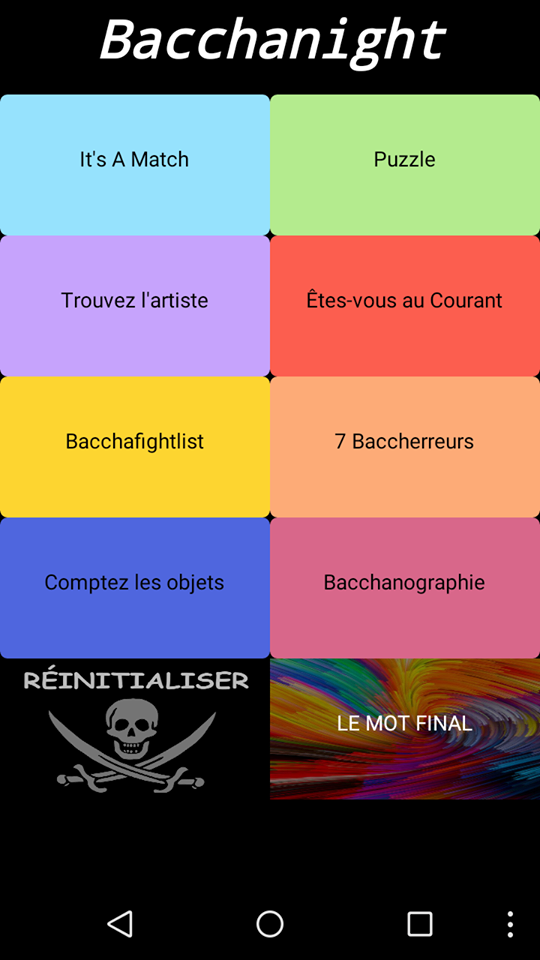 Bacchanight
It's A Match
Puzzle
Trouvez l'artiste
Êtes-vous au Courant
Bacchafightlist
7 Baccherreurs
Comptez les objets
Bacchanographie
RÉINITIALISER
LE MOT FINAL